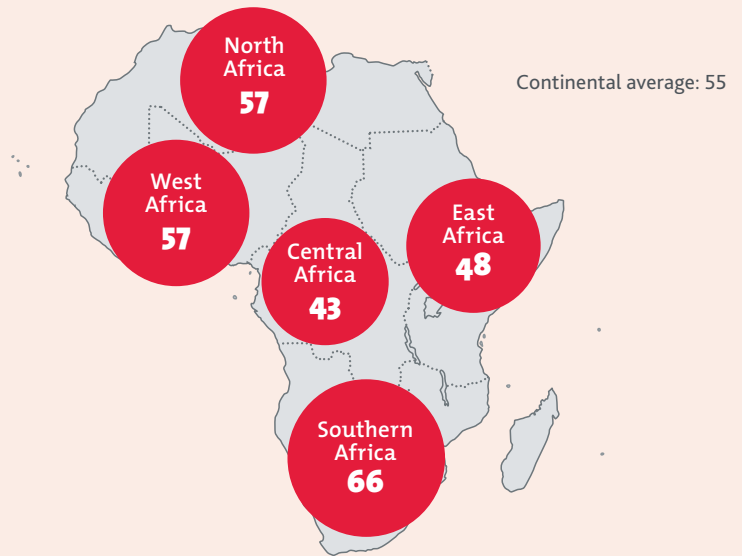 North
Africa
57
Continental average: 55
West
Africa
57
East
Africa
48
Central
Africa
43
Southern
Africa
66